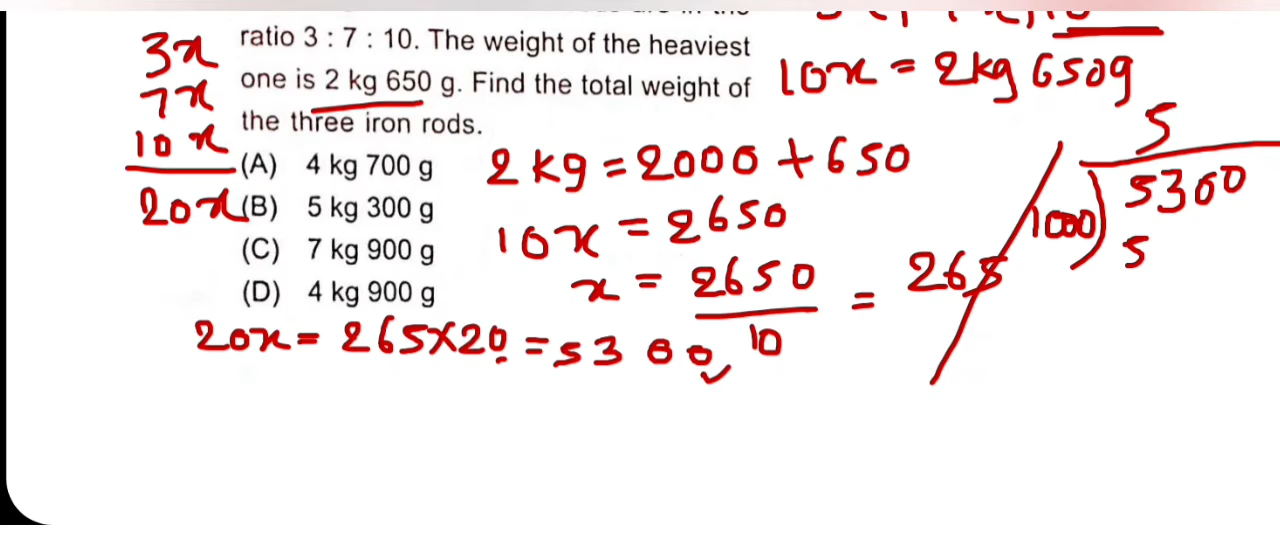 ratio 3 : 7 : 10. The weight of the heaviest
one is 2 kg 650 g. Find the total weight of
the three iron rods.
(A) 4 kg 700 g
(B) 5 kg 300 g
(C) 7 kg 900 g
(D) 4 kg 900 g
3x
7x
10x
20x
10x = 2kg 650g
2 kg = 2000 + 650
10x = 2650
x = 2650/10 = 265
20x = 265×20 = 5300
5
1000) 5300
5